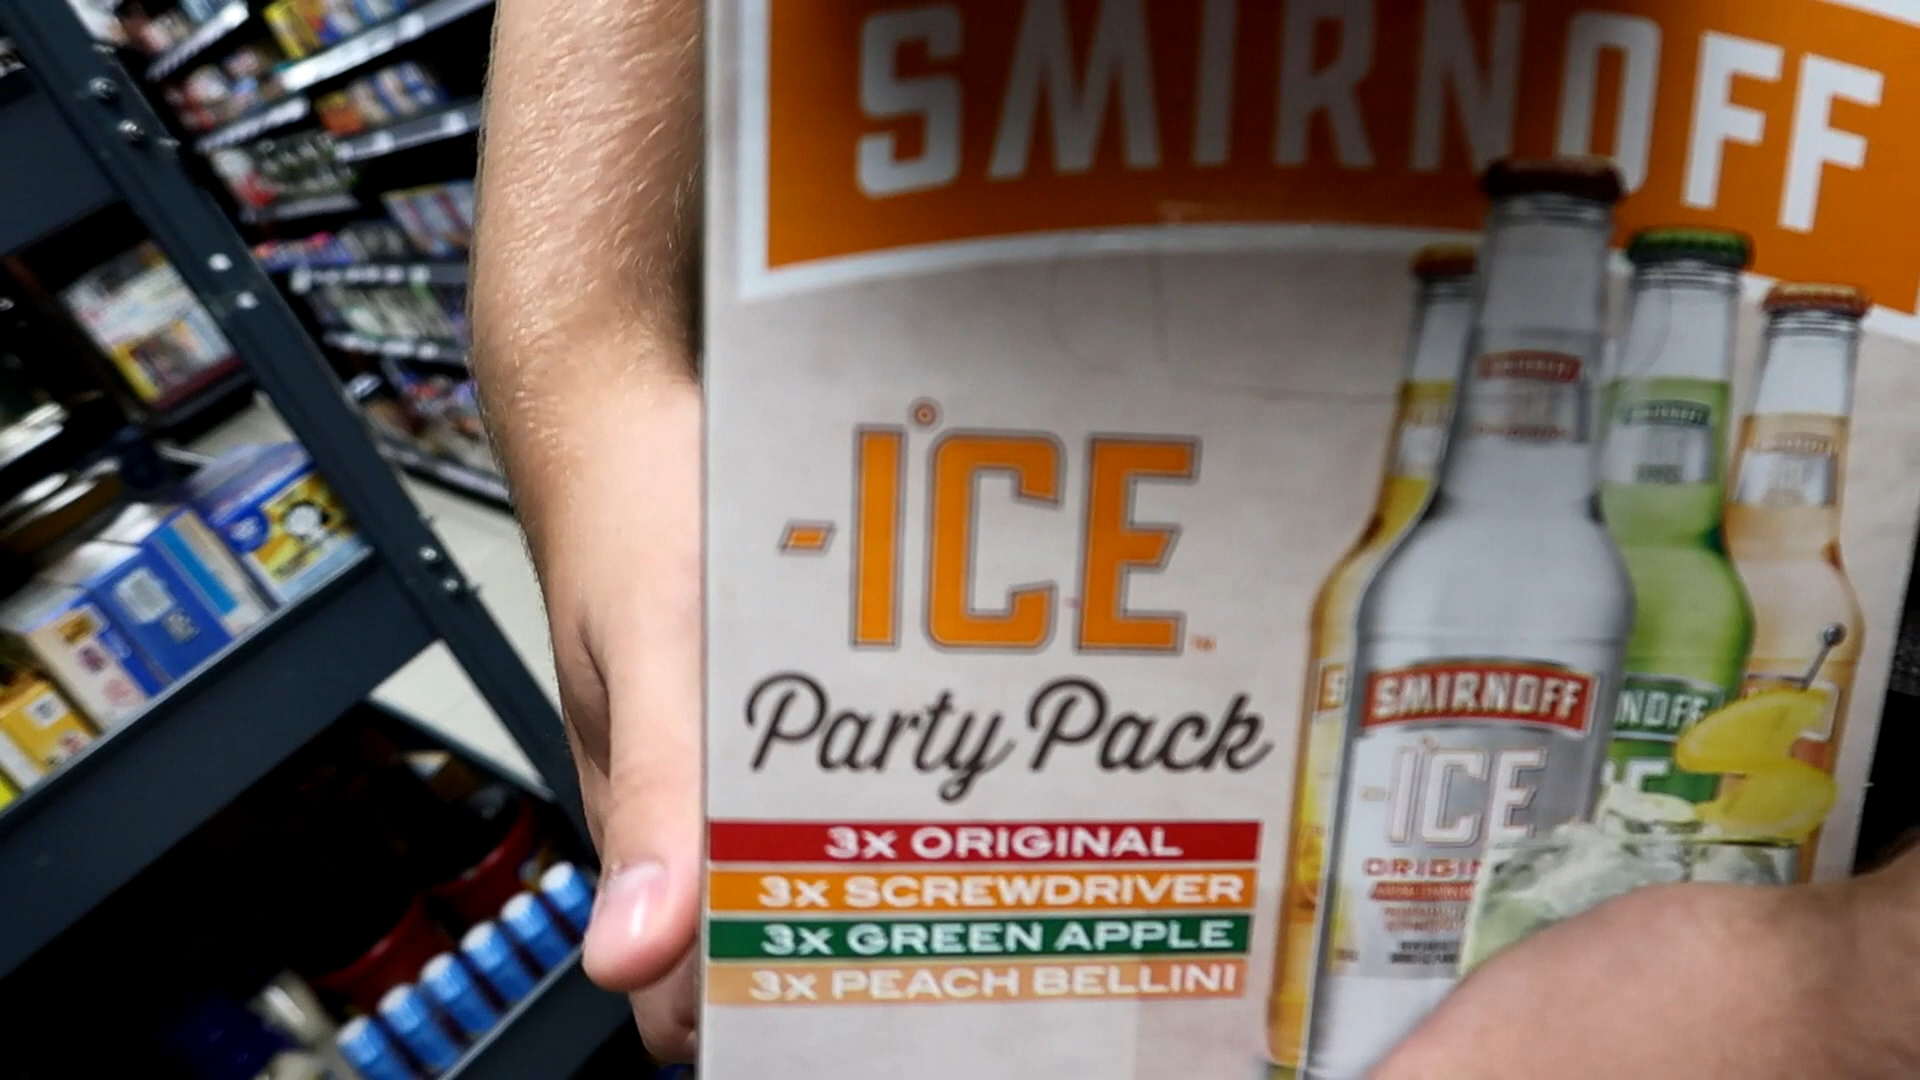 SMIRNOFF
ICE
Party Pack
3X ORIGINAL
3X SCREWDRIVER
3X GREEN APPLE
3X PEACH BELLINI
SMIRNOFF
ICE